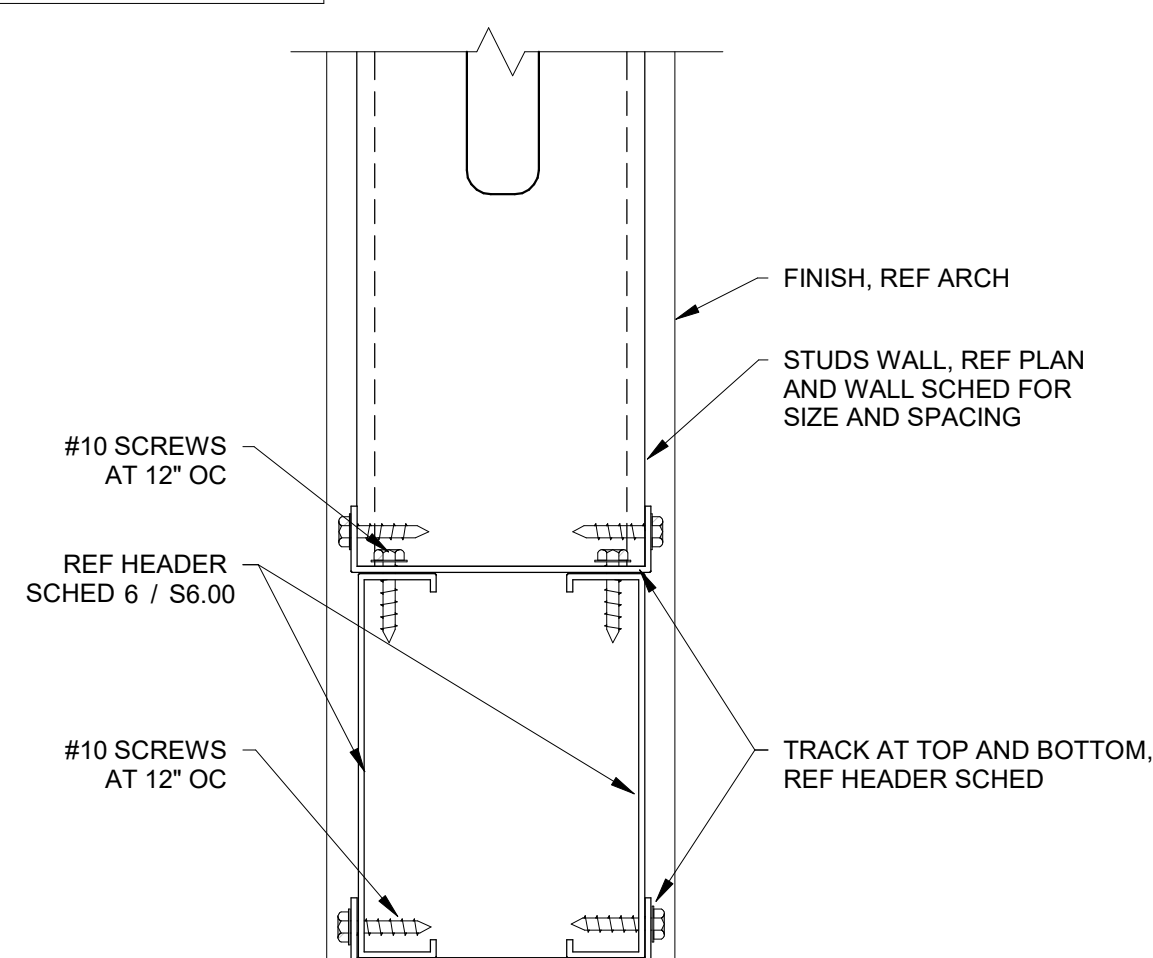 FINISH, REF ARCH
STUDS WALL, REF PLAN
AND WALL SCHED FOR
SIZE AND SPACING
#10 SCREWS
AT 12" OC
REF HEADER
SCHED 6 / S6.00
#10 SCREWS
AT 12" OC
TRACK AT TOP AND BOTTOM,
REF HEADER SCHED